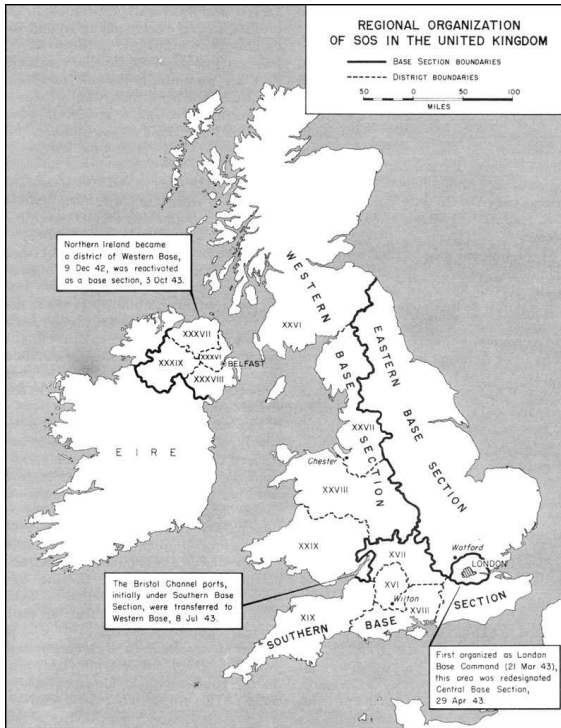 REGIONAL ORGANIZATION
OF SOS IN THE UNITED KINGDOM
BASE SECTION BOUNDARIES
DISTRICT BOUNDARIES
50 0 50 100
MILES
Northern Ireland became
a district of Western Base,
9 Dec 42, was reactivated
as a base section, 3 Oct 43.
WESTERN BASE SECTION
EASTERN BASE SECTION
XXVI
XXXVII
XXXIX
XXXVI
BELFAST
XXXVIII
EIRE
XXVII
Chester
XXVIII
XXIX
XVII
Watford
LONDON
The Bristol Channel ports,
initially under Southern Base
Section, were transferred to
Western Base, 8 Jul 43.
XVI
Wilton
XVIII
XIX
SOUTHERN BASE SECTION
First organized as London
Base Command (21 Mar 43),
this area was redesignated
Central Base Section,
29 Apr 43.